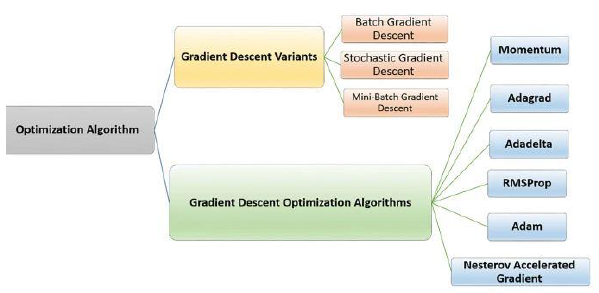 Optimization Algorithm
Gradient Descent Variants
Batch Gradient
Descent
Stochastic Gradient
Descent
Mini-Batch Gradient
Descent
Gradient Descent Optimization Algorithms
Momentum
Adagrad
Adadelta
RMSProp
Adam
Nesterov Accelerated
Gradient